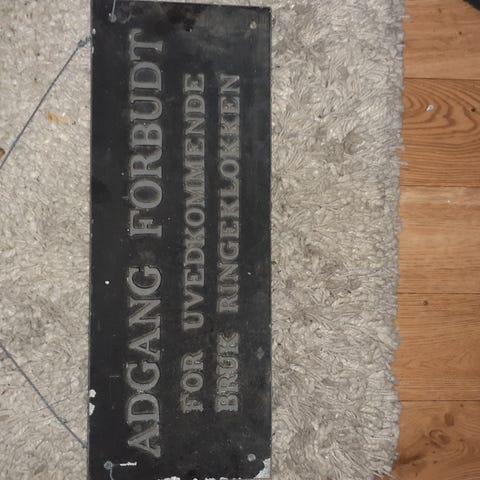 ADGANG FORBUDT
FOR UVEDKOMMENDE
BRUK RINGEKLOKKEN